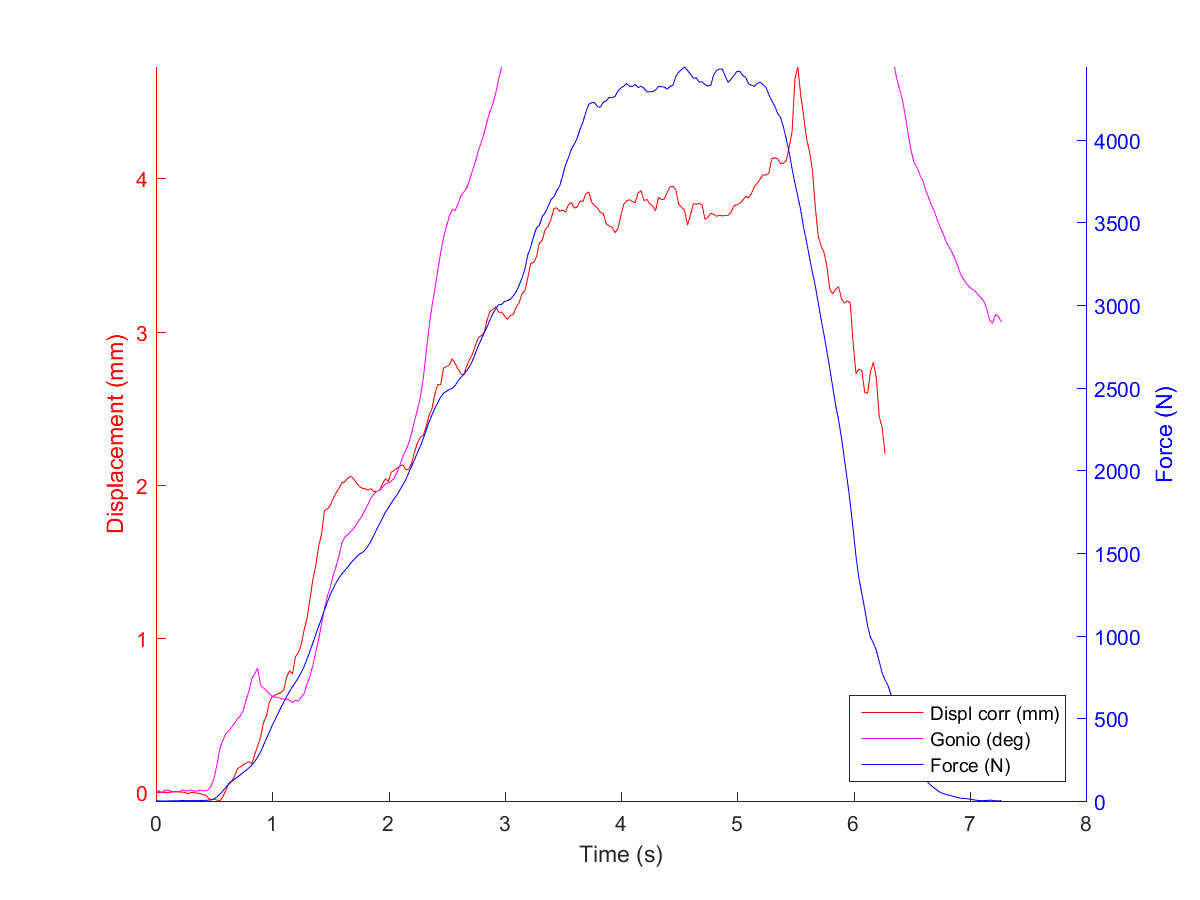 Displacement (mm)
4
3
2
1
0
4000
3500
3000
2500
2000
1500
1000
500
0
Force (N)
Displ corr (mm)
Gonio (deg)
Force (N)
0 1 2 3 4 5 6 7 8
Time (s)